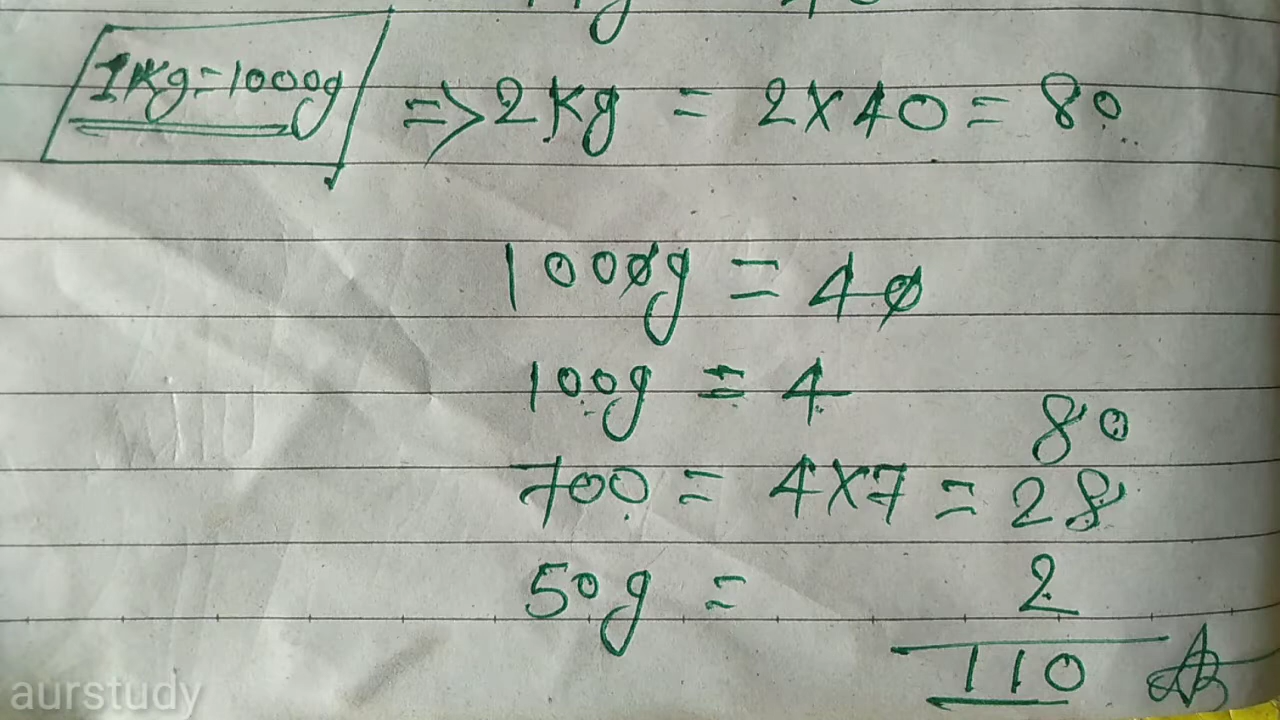 1Kg=1000g => 2Kg = 2X40 = 80
1000g = 40
100g = 4
80
700 = 4X7 = 28
50g = 2
110
aurstudy